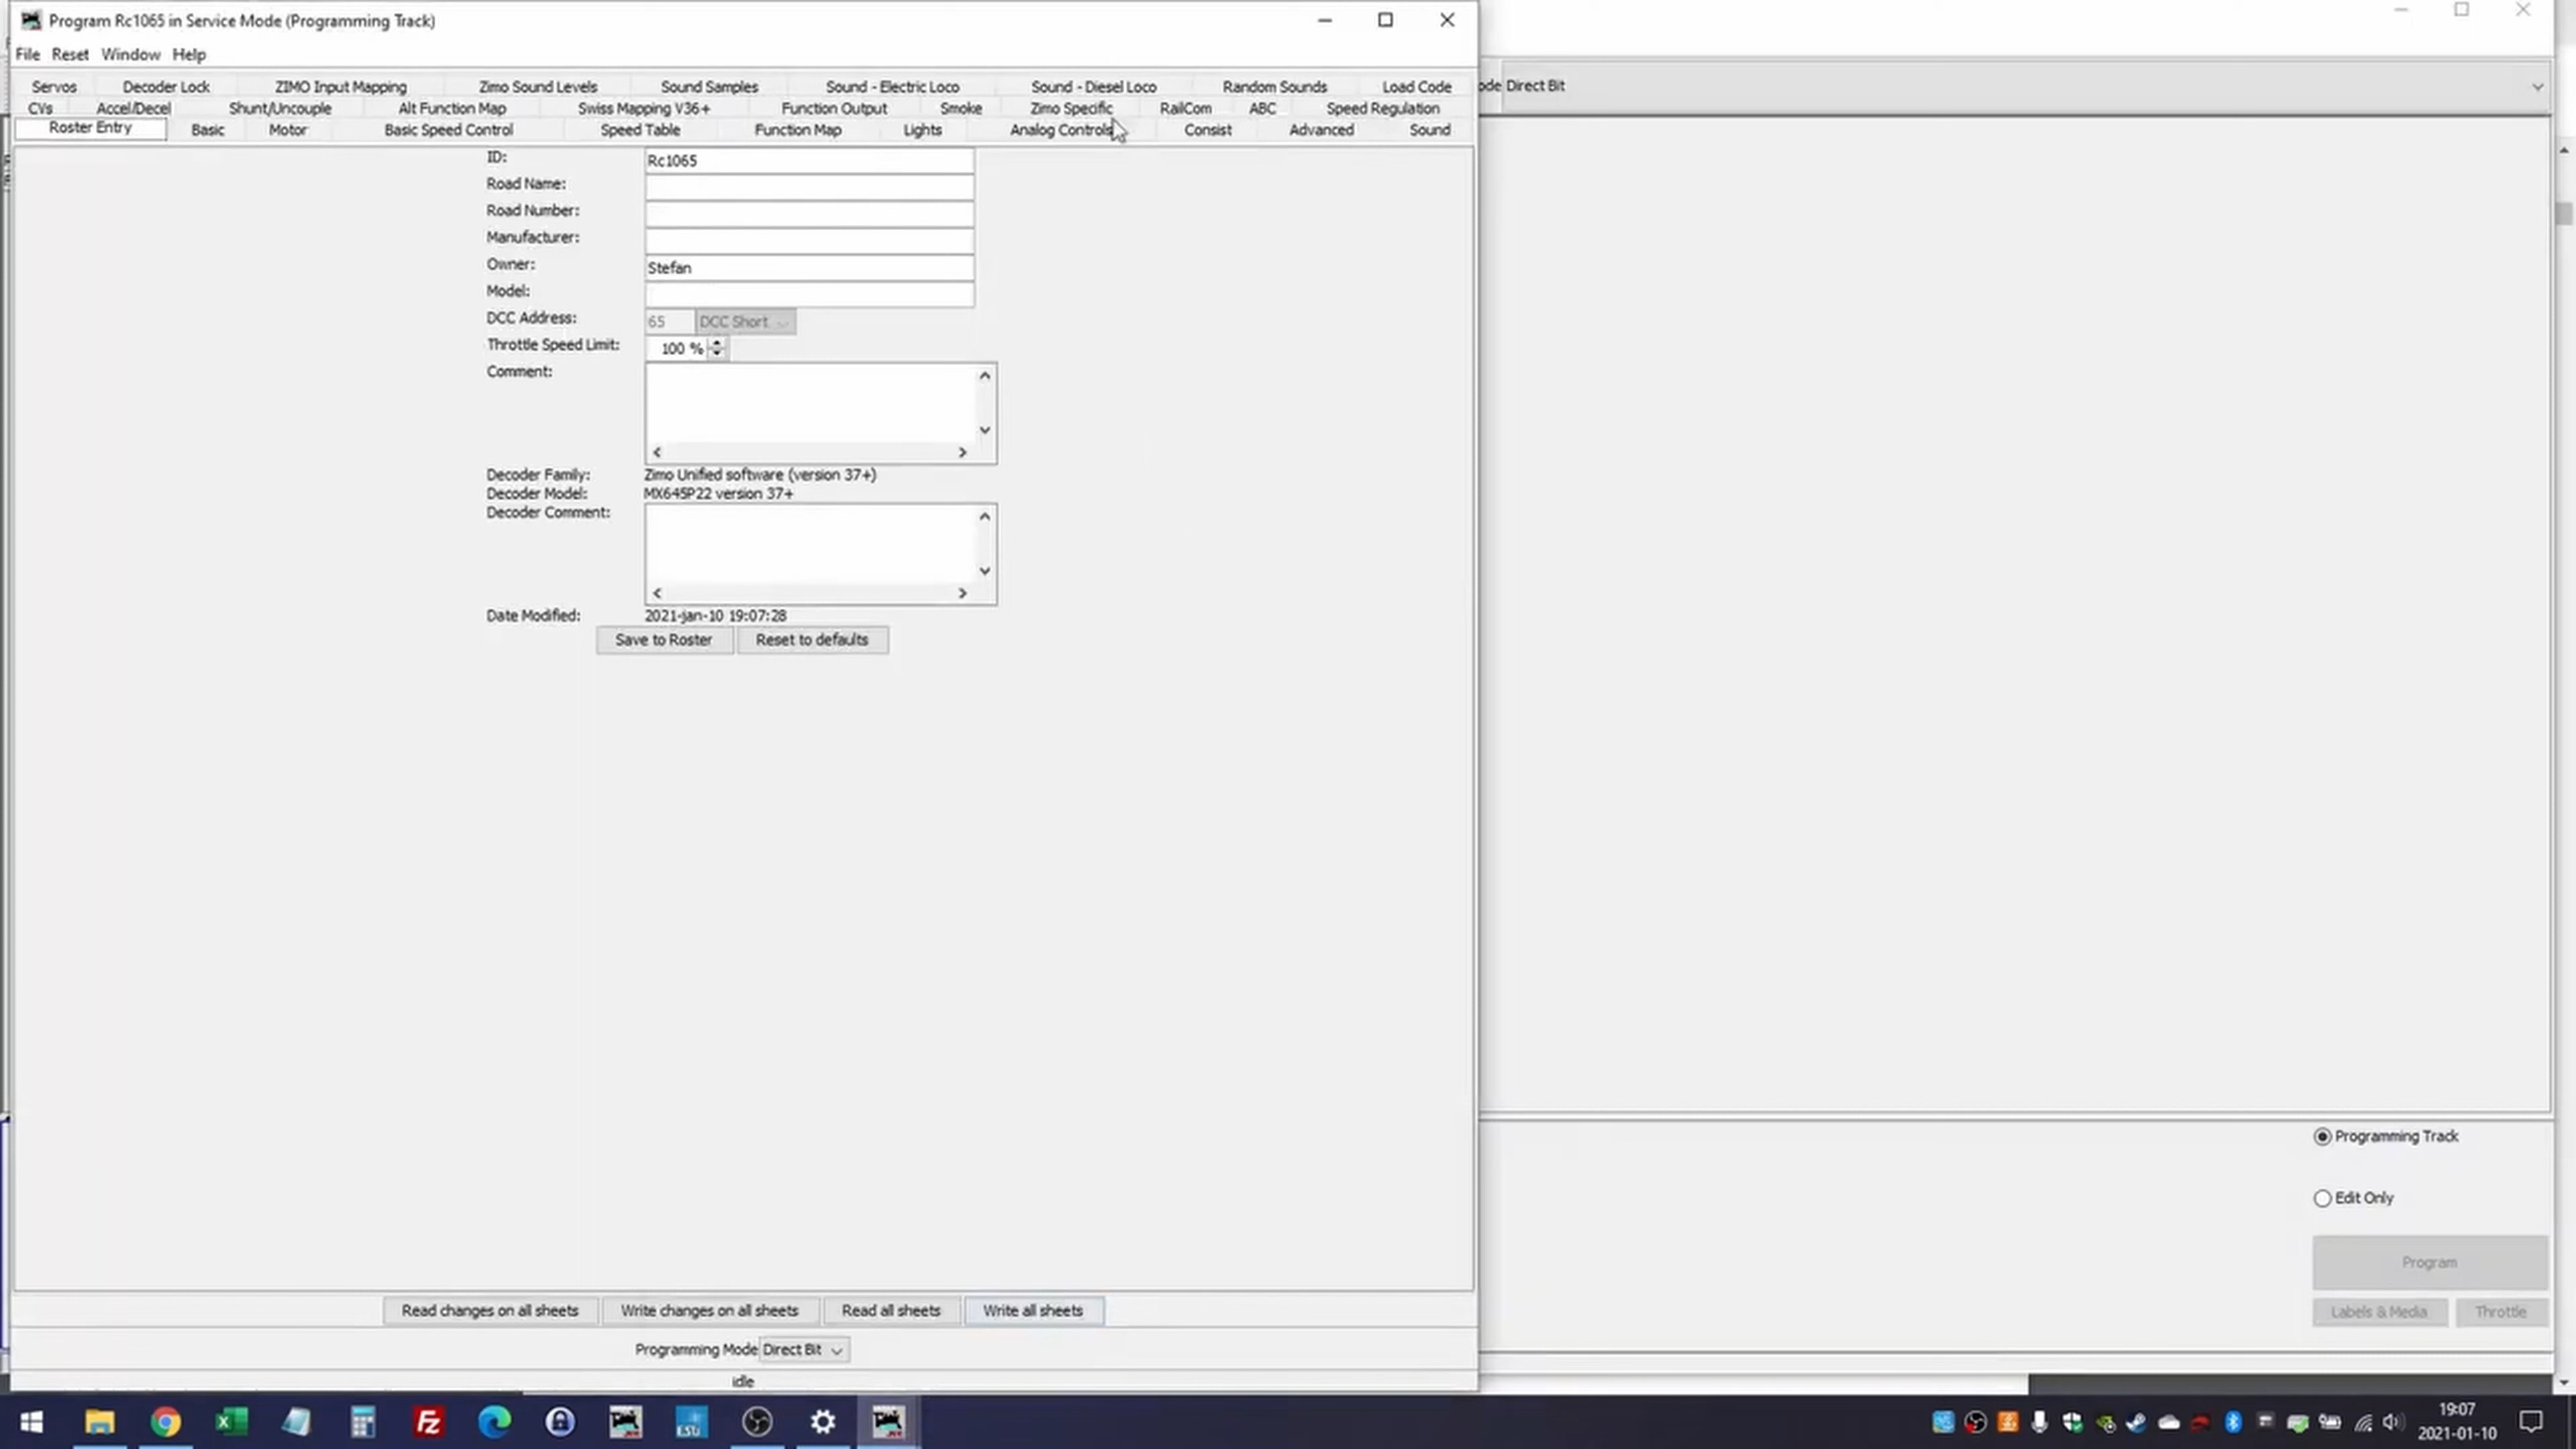 Program Rc1065 in Service Mode (Programming Track)
File Reset Window Help
Servos Decoder Lock ZIMO Input Mapping Zimo Sound Levels Sound Samples Sound - Electric Loco Sound - Diesel Loco Random Sounds Load Code
CVs Accel/Decel Shunt/Uncouple Alt Function Map Swiss Mapping V36+ Function Output Smoke Zimo Specific RailCom ABC Speed Regulation
Roster Entry Basic Motor Basic Speed Control Speed Table Function Map Lights Analog Controls Consist Advanced Sound
ode Direct Bit
ID: Rc1065
Road Name:
Road Number:
Manufacturer:
Owner: Stefan
Model:
DCC Address: 65 DCC Short
Throttle Speed Limit: 100 %
Comment:
Decoder Family: Zimo Unified software (version 37+)
Decoder Model: MX645P22 version 37+
Decoder Comment:
Date Modified: 2021-jan-10 19:07:28
Save to Roster Reset to defaults
Programming Track
Edit Only
Program
Labels & Media Throttle
Read changes on all sheets Write changes on all sheets Read all sheets Write all sheets
Programming Mode Direct Bit
idle
Fz
ESU
19:07
2021-01-10